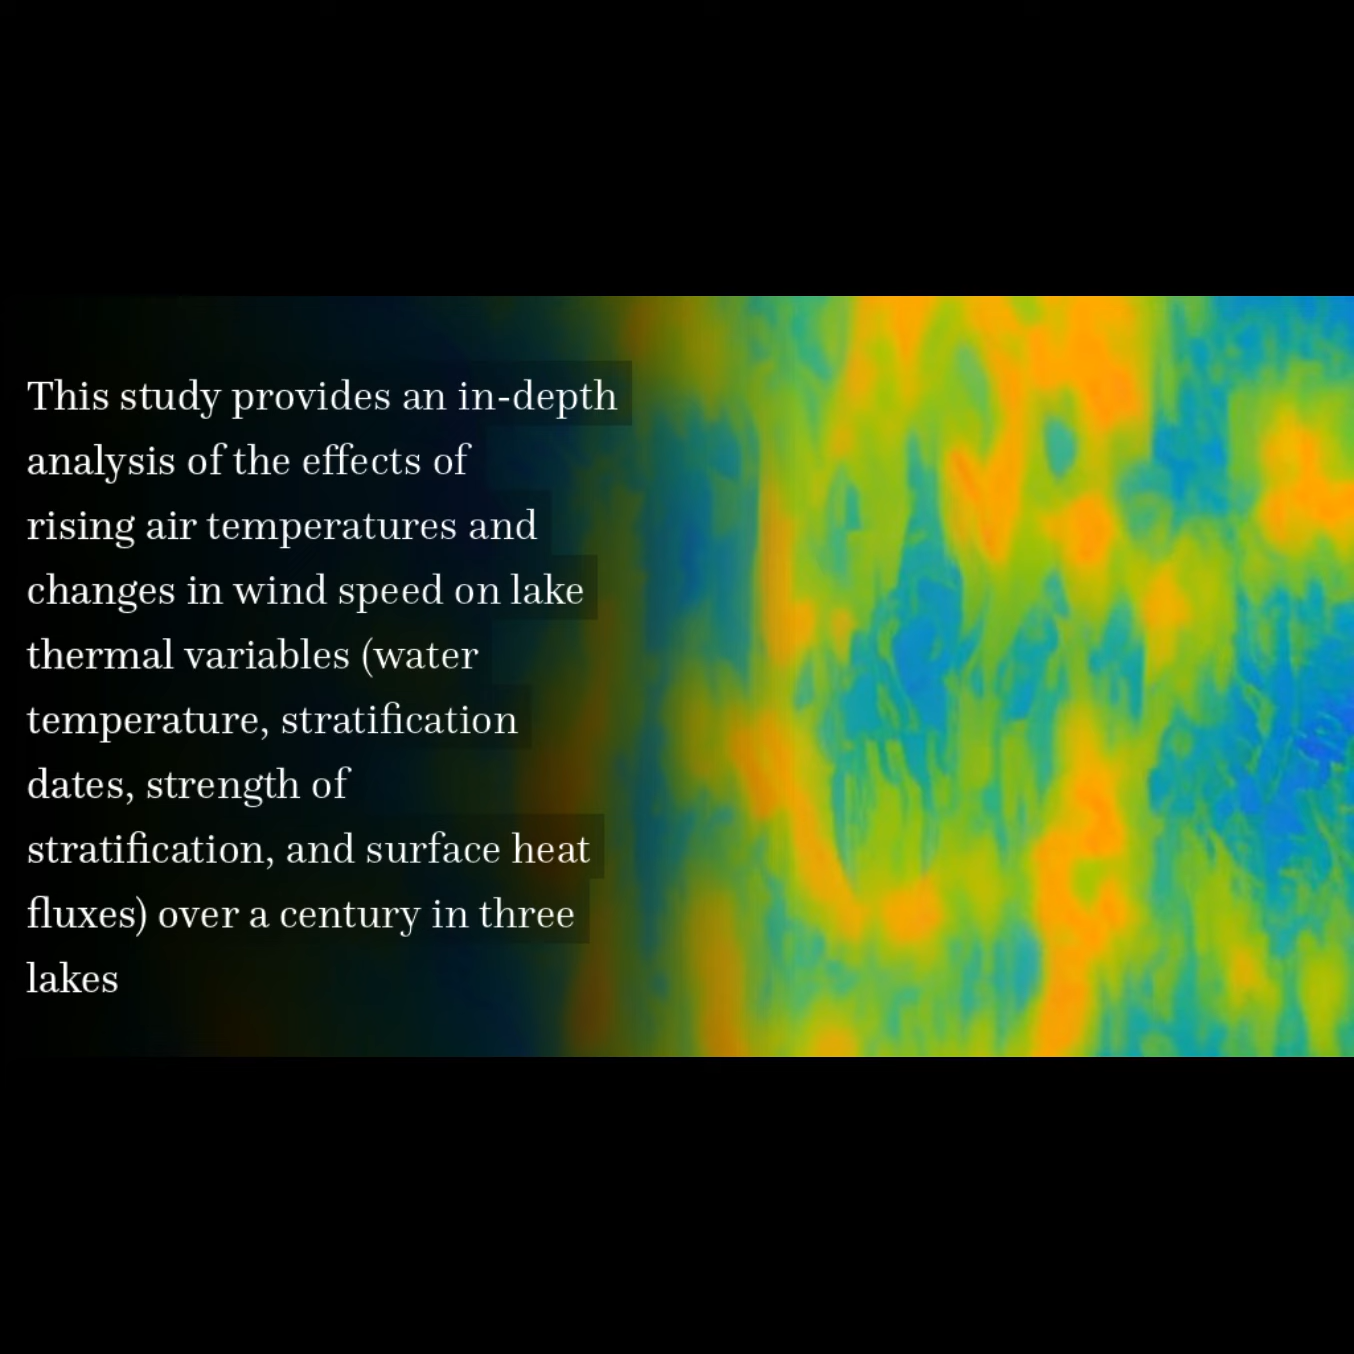 This study provides an in-depth
analysis of the effects of
rising air temperatures and
changes in wind speed on lake
thermal variables (water
temperature, stratification
dates, strength of
stratification, and surface heat
fluxes) over a century in three
lakes